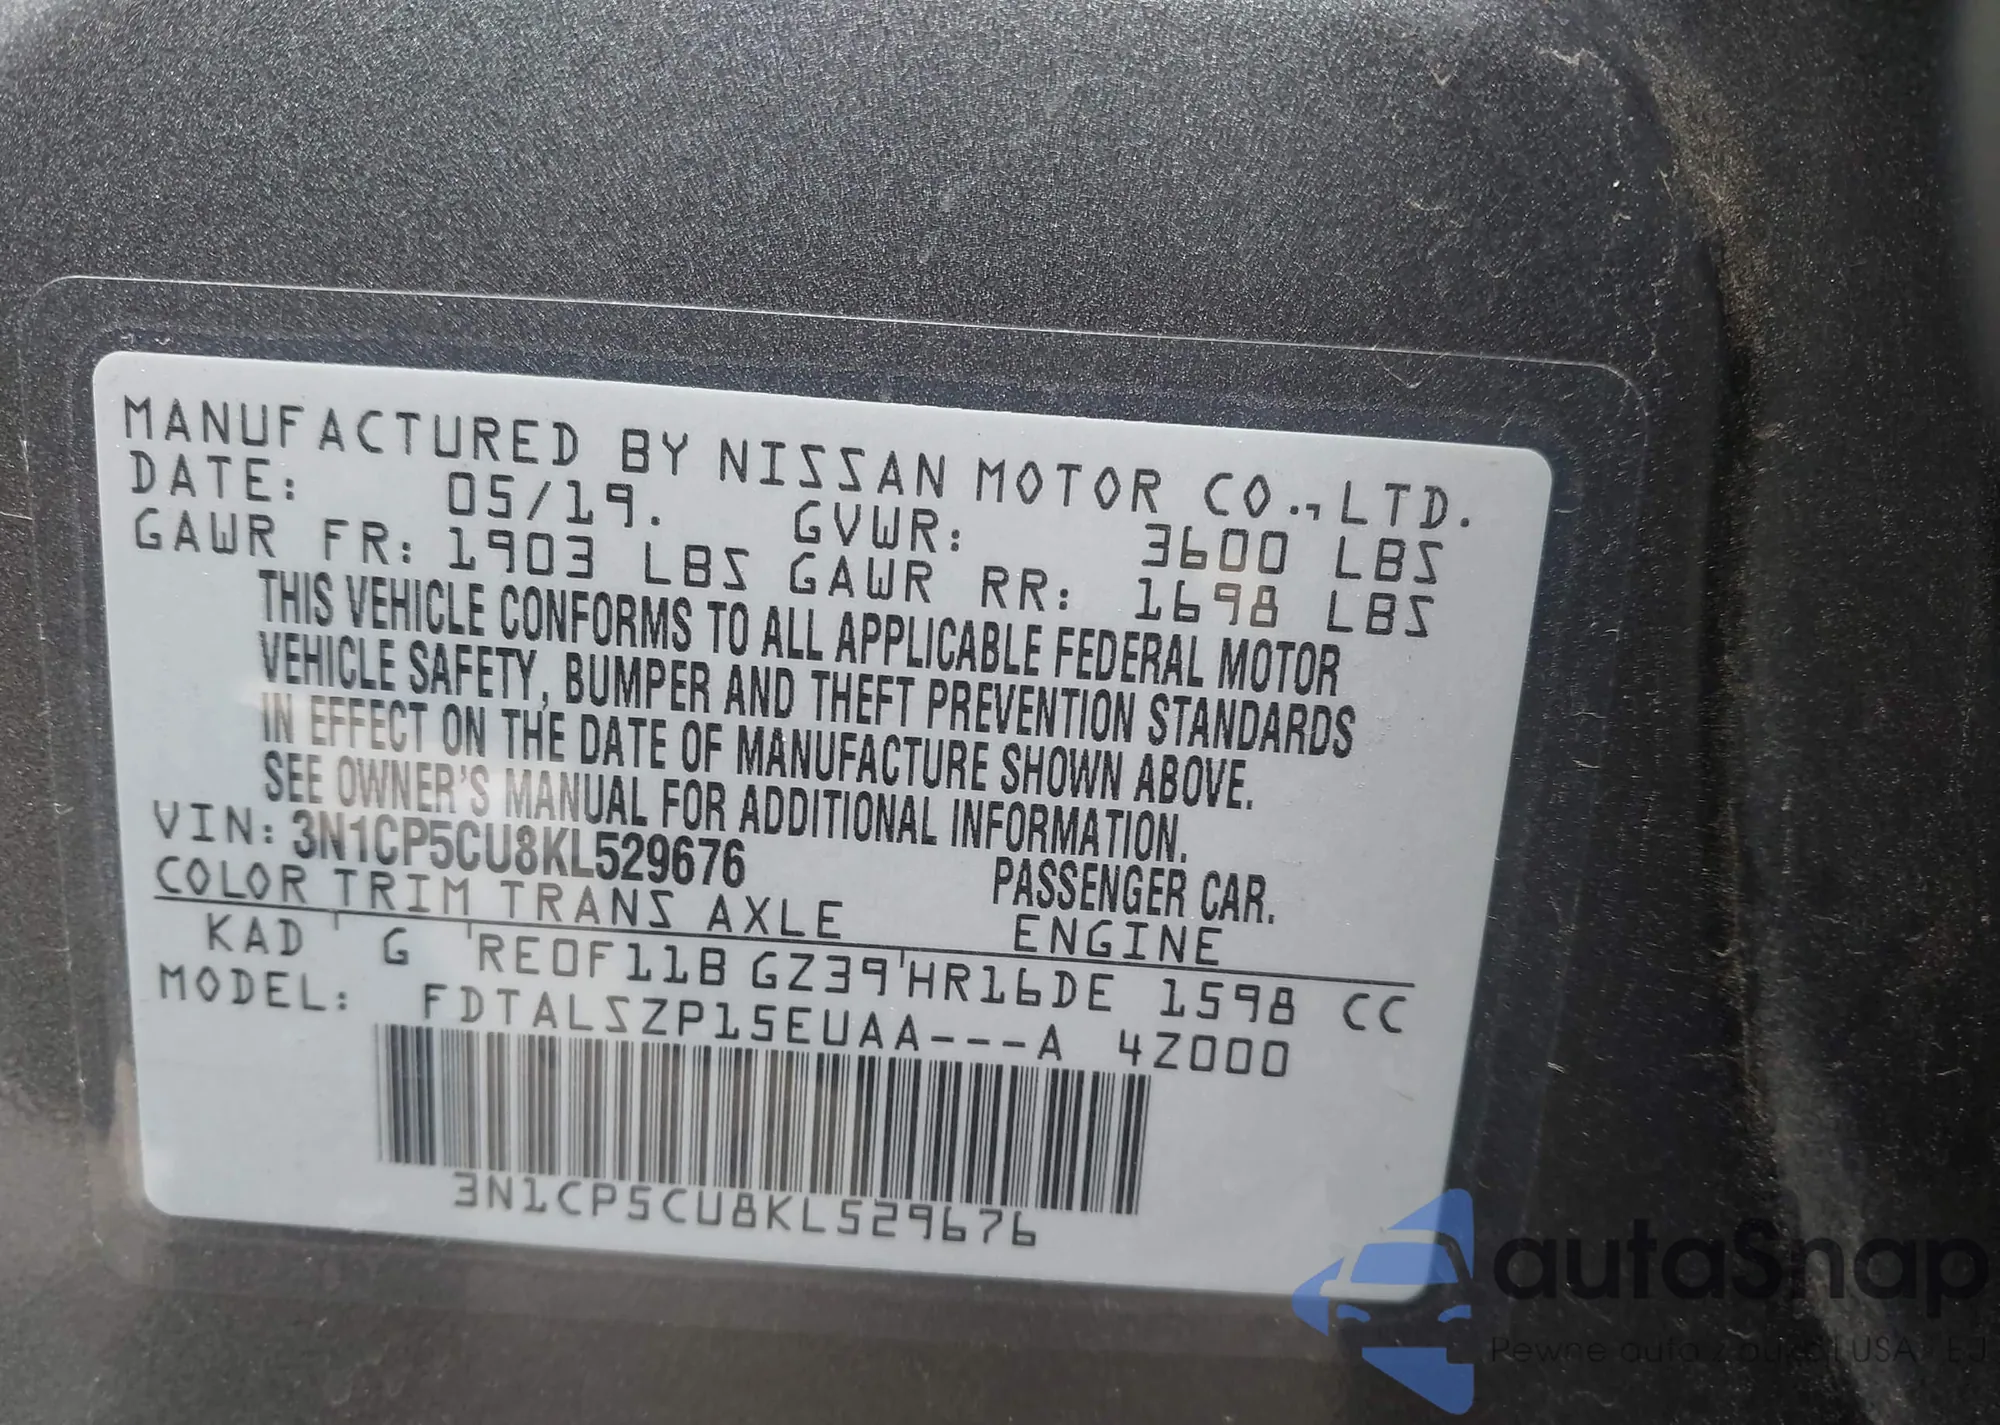 MANUFACTURED BY NISSAN MOTOR CO., LTD.
DATE: 05/19. GVWR: 3600 LBS
GAWR FR: 1903 LBS GAWR RR: 1698 LBS
THIS VEHICLE CONFORMS TO ALL APPLICABLE FEDERAL MOTOR
VEHICLE SAFETY, BUMPER AND THEFT PREVENTION STANDARDS
IN EFFECT ON THE DATE OF MANUFACTURE SHOWN ABOVE.
SEE OWNER'S MANUAL FOR ADDITIONAL INFORMATION.
VIN: 3N1CP5CU8KL529676 PASSENGER CAR.
COLOR TRIM TRANS AXLE ENGINE
KAD G RE0F11B GZ39 HR16DE 1598 CC
MODEL: FDTALSZP15EUAA---A 4Z000
3N1CP5CU8KL529676
autaSnap
Pewne auta z USA